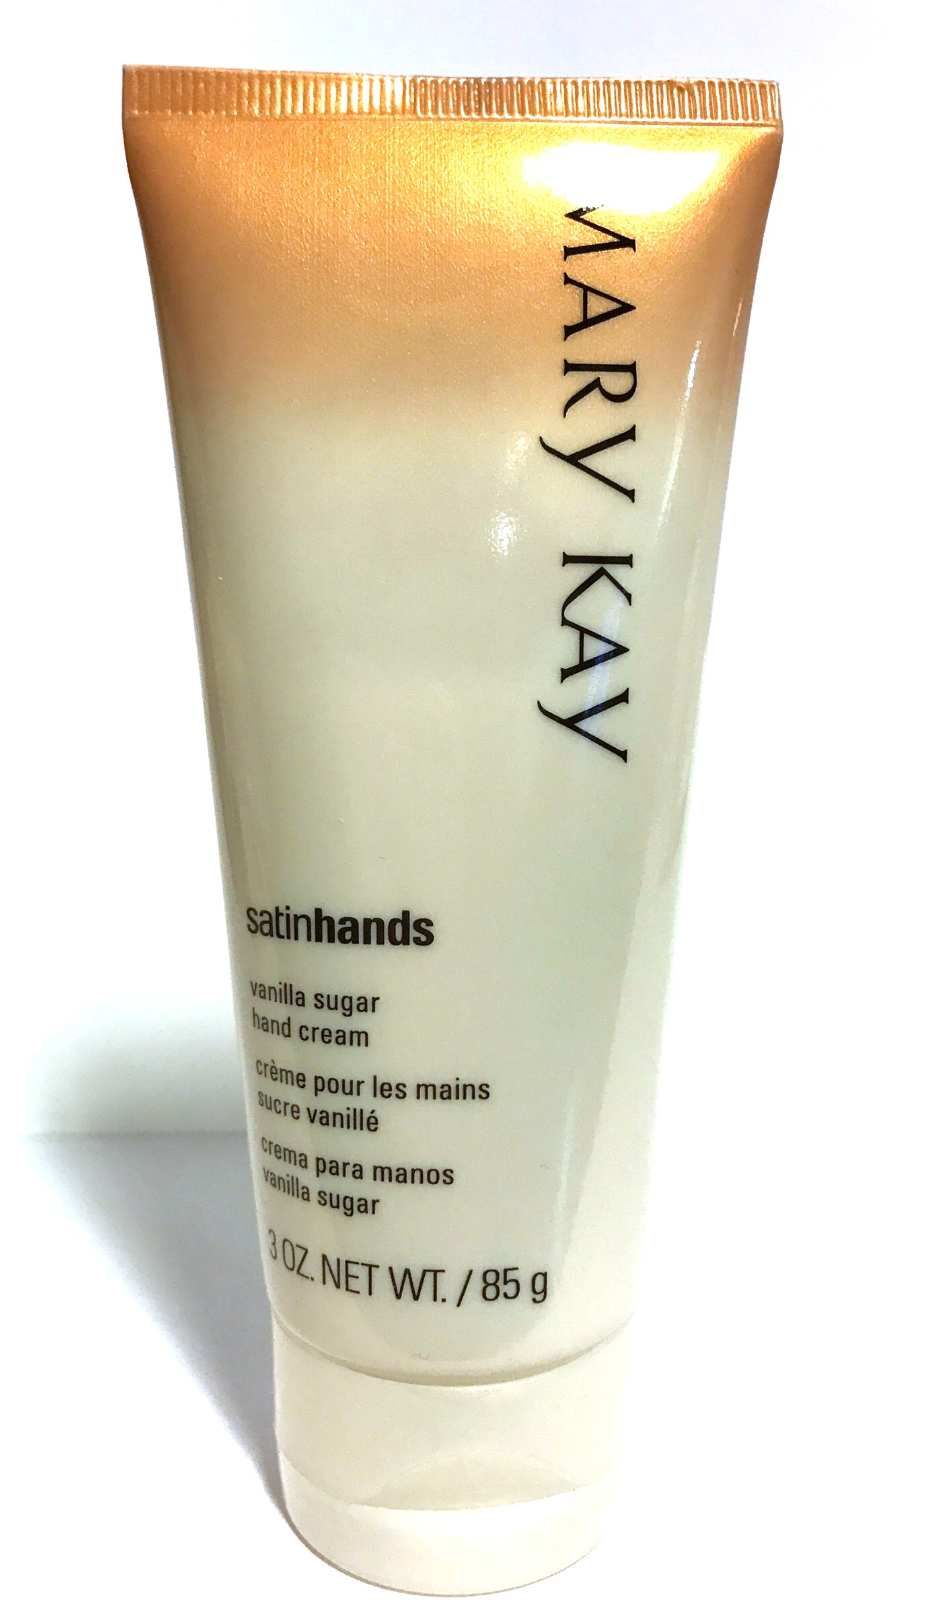 MARY KAY
satinhands
vanilla sugar
hand cream
crème pour les mains
sucre vanillé
crema para manos
vanilla sugar
3 OZ. NET WT. / 85 g